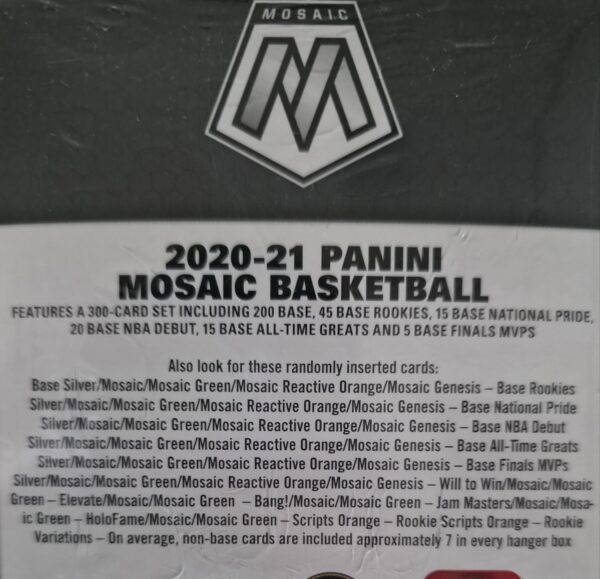 MOSAIC
2020-21 PANINI
MOSAIC BASKETBALL
FEATURES A 300-CARD SET INCLUDING 200 BASE, 45 BASE ROOKIES, 15 BASE NATIONAL PRIDE,
20 BASE NBA DEBUT, 15 BASE ALL-TIME GREATS AND 5 BASE FINALS MVPS
Also look for these randomly inserted cards:
Base Silver/Mosaic/Mosaic Green/Mosaic Reactive Orange/Mosaic Genesis – Base Rookies
Silver/Mosaic/Mosaic Green/Mosaic Reactive Orange/Mosaic Genesis – Base National Pride
Silver/Mosaic/Mosaic Green/Mosaic Reactive Orange/Mosaic Genesis – Base NBA Debut
Silver/Mosaic/Mosaic Green/Mosaic Reactive Orange/Mosaic Genesis – Base All-Time Greats
Silver/Mosaic/Mosaic Green/Mosaic Reactive Orange/Mosaic Genesis – Base Finals MVPs
Silver/Mosaic/Mosaic Green/Mosaic Reactive Orange/Mosaic Genesis – Will to Win/Mosaic/Mosaic
Green – Elevate/Mosaic/Mosaic Green – Bang!/Mosaic/Mosaic Green – Jam Masters/Mosaic/Mosa-
ic Green – HoloFame/Mosaic/Mosaic Green – Scripts Orange – Rookie Scripts Orange – Rookie
Variations – On average, non-base cards are included approximately 7 in every hanger box